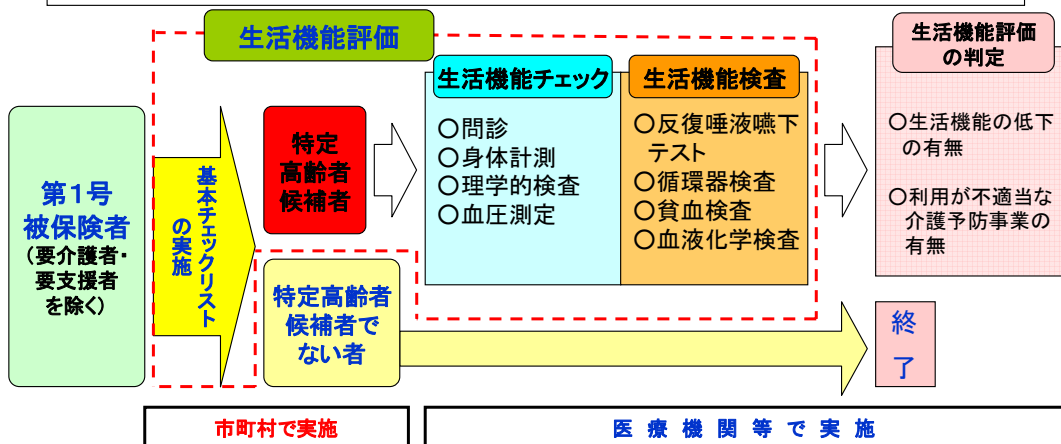 生活機能評価
第1号
被保険者
(要介護者・
要支援者
を除く)
基本チェックリスト
の実施
特定
高齢者
候補者
特定高齢者
候補者で
ない者
生活機能チェック
○問診
○身体計測
○理学的検査
○血圧測定
生活機能検査
○反復唾液嚥下
テスト
○循環器検査
○貧血検査
○血液化学検査
生活機能評価
の判定
○生活機能の低下
の有無
○利用が不適当な
介護予防事業の
有無
終
了
市町村で実施
医療機関等で実施